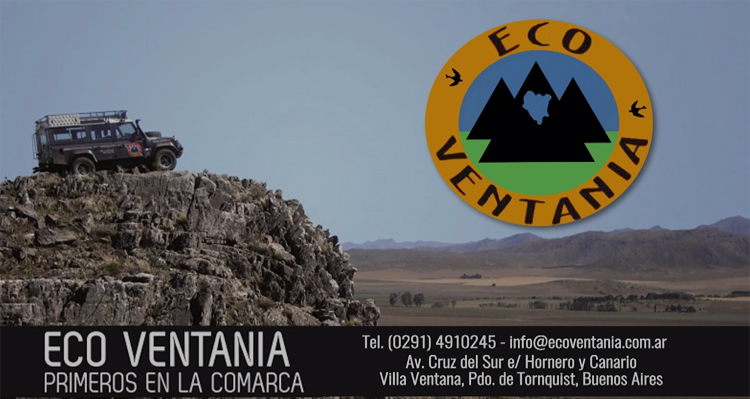 ECO
VENTANIA
ECO VENTANIA
PRIMEROS EN LA COMARCA
Tel. (0291) 4910245 - info@ecoventania.com.ar
Av. Cruz del Sur e/ Hornero y Canario
Villa Ventana, Pdo. de Tornquist, Buenos Aires